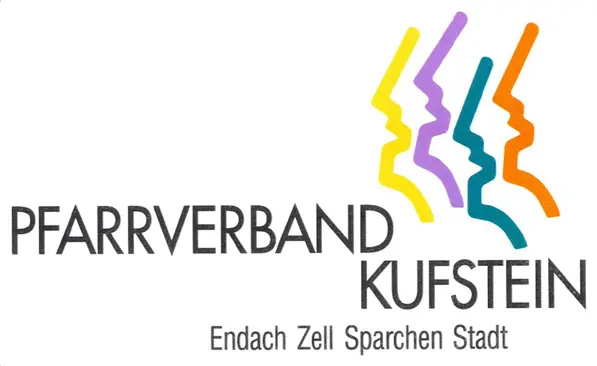 PFARRVERBAND
KUFSTEIN
Endach Zell Sparchen Stadt